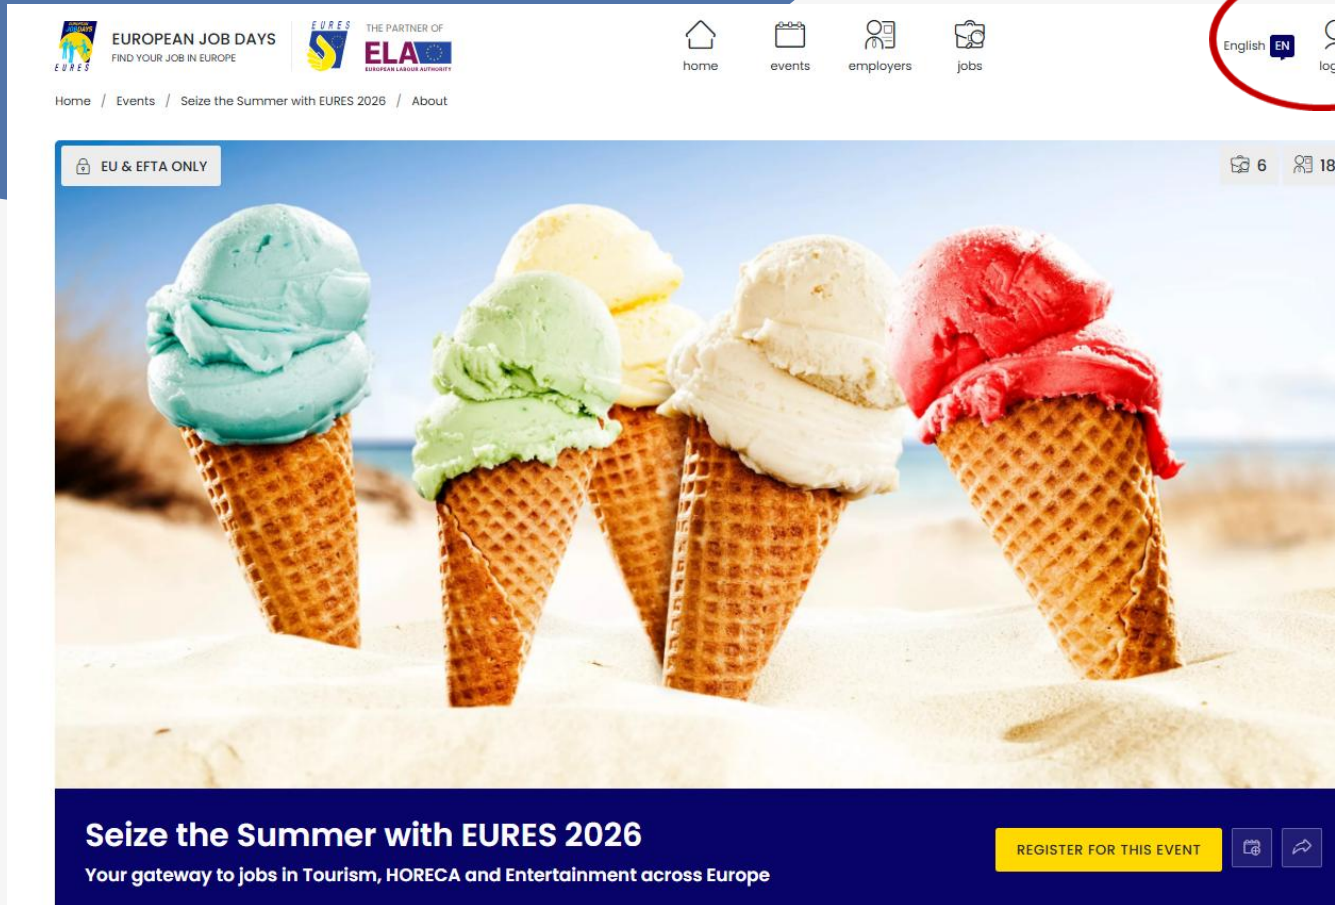 EUROPEAN JOB DAYS
FIND YOUR JOB IN EUROPE
EURES
EURES
THE PARTNER OF
ELA
EUROPEAN LABOUR AUTHORITY
home
events
employers
jobs
English EN
Home / Events / Seize the Summer with EURES 2026 / About
EU & EFTA ONLY
6
18
Seize the Summer with EURES 2026
Your gateway to jobs in Tourism, HORECA and Entertainment across Europe
REGISTER FOR THIS EVENT